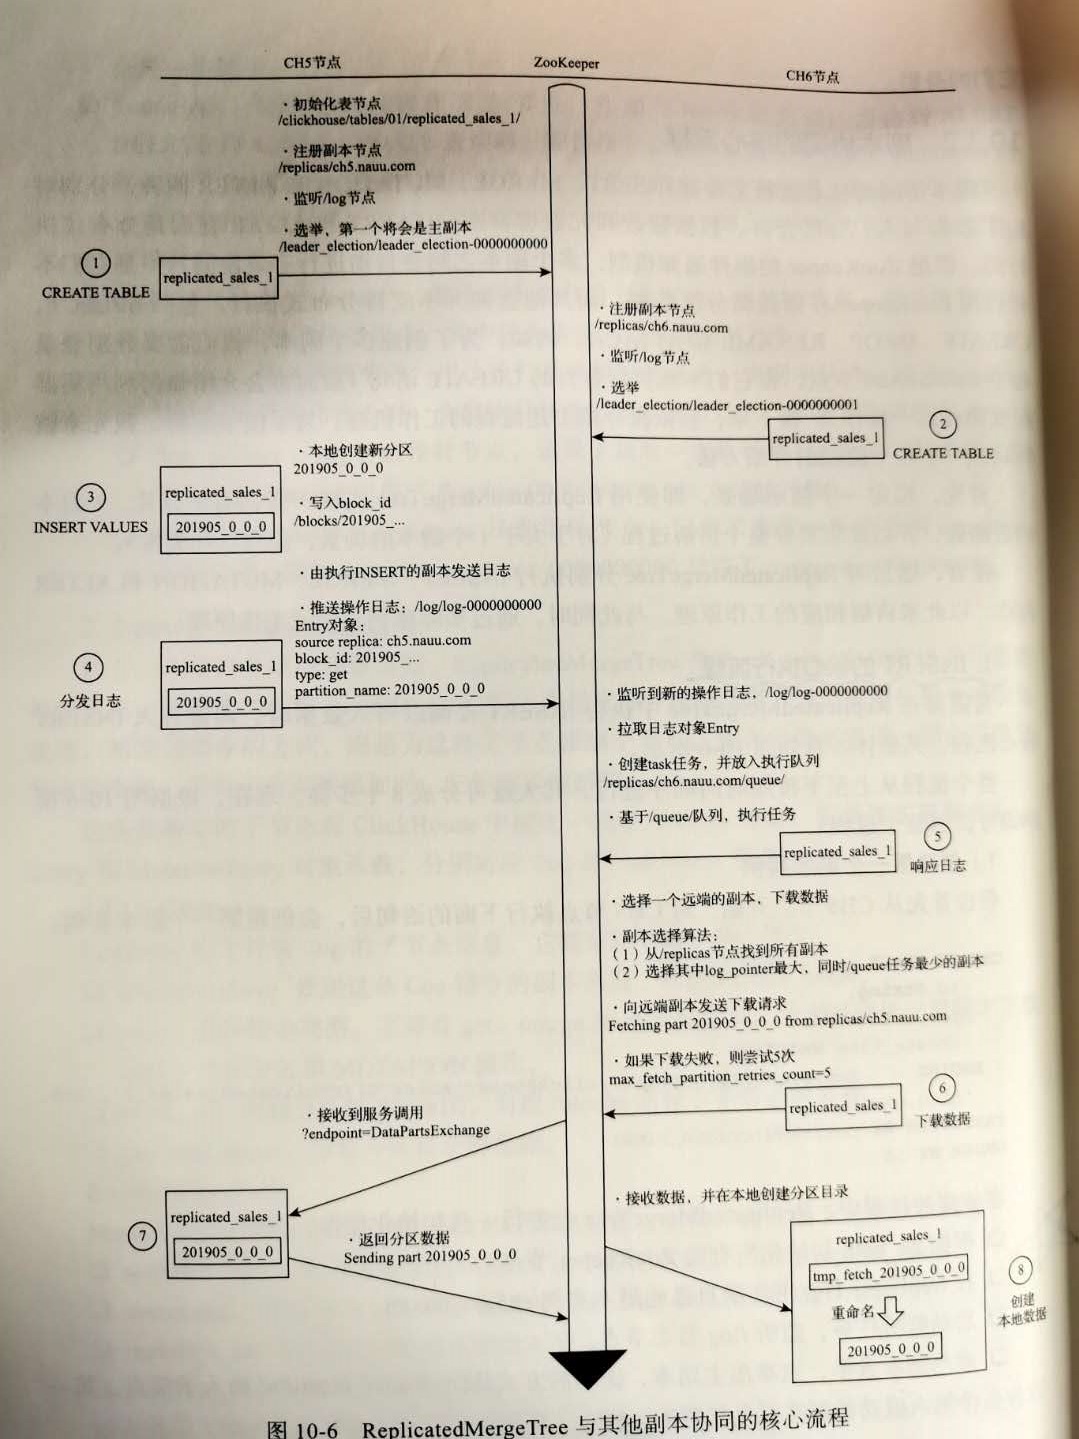 CH5节点
ZooKeeper
CH6节点
· 初始化表节点
/clickhouse/tables/01/replicated_sales_1/
· 注册副本节点
/replicas/ch5.nauu.com
· 监听/log节点
· 选举，第一个将会是主副本
/leader_election/leader_election-0000000000
1
CREATE TABLE
replicated_sales_1
· 注册副本节点
/replicas/ch6.nauu.com
· 监听/log节点
· 选举
/leader_election/leader_election-0000000001
replicated_sales_1
2
CREATE TABLE
· 本地创建新分区
201905_0_0_0
· 写入block_id
/blocks/201905_...
3
INSERT VALUES
replicated_sales_1
201905_0_0_0
· 由执行INSERT的副本发送日志
· 推送操作日志：/log/log-0000000000
Entry对象：
source replica: ch5.nauu.com
block_id: 201905_...
type: get
partition_name: 201905_0_0_0
4
分发日志
replicated_sales_1
201905_0_0_0
· 监听到新的操作日志，/log/log-0000000000
· 拉取日志对象Entry
· 创建task任务，并放入执行队列
/replicas/ch6.nauu.com/queue/
· 基于/queue/队列，执行任务
replicated_sales_1
5
响应日志
· 选择一个远端的副本，下载数据
· 副本选择算法：
（1）从/replicas节点找到所有副本
（2）选择其中log_pointer最大，同时/queue任务最少的副本
· 向远端副本发送下载请求
Fetching part 201905_0_0_0 from replicas/ch5.nauu.com
· 如果下载失败，则尝试5次
max_fetch_partition_retries_count=5
replicated_sales_1
6
下载数据
· 接收到服务调用
?endpoint=DataPartsExchange
7
replicated_sales_1
201905_0_0_0
· 返回分区数据
Sending part 201905_0_0_0
· 接收数据，并在本地创建分区目录
replicated_sales_1
tmp_fetch_201905_0_0_0
重命名
201905_0_0_0
8
创建
本地数据
图 10-6 ReplicatedMergeTree 与其他副本协同的核心流程